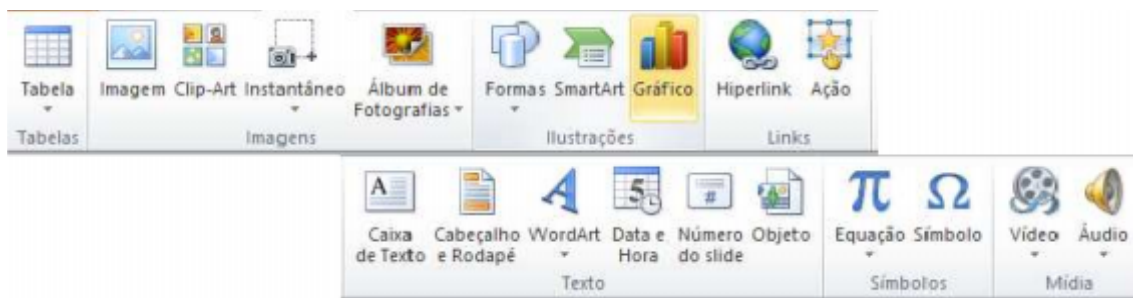 Tabela Imagem Clip-Art Instantâneo Álbum de Fotografias Formas SmartArt Gráfico Hiperlink Ação
Tabelas Imagens Ilustrações Links
A 5 #  π Ω
Caixa de Texto Cabeçalho e Rodapé WordArt Data e Hora Número do slide Objeto Equação Símbolo Vídeo Áudio
Texto Símbolos Mídia